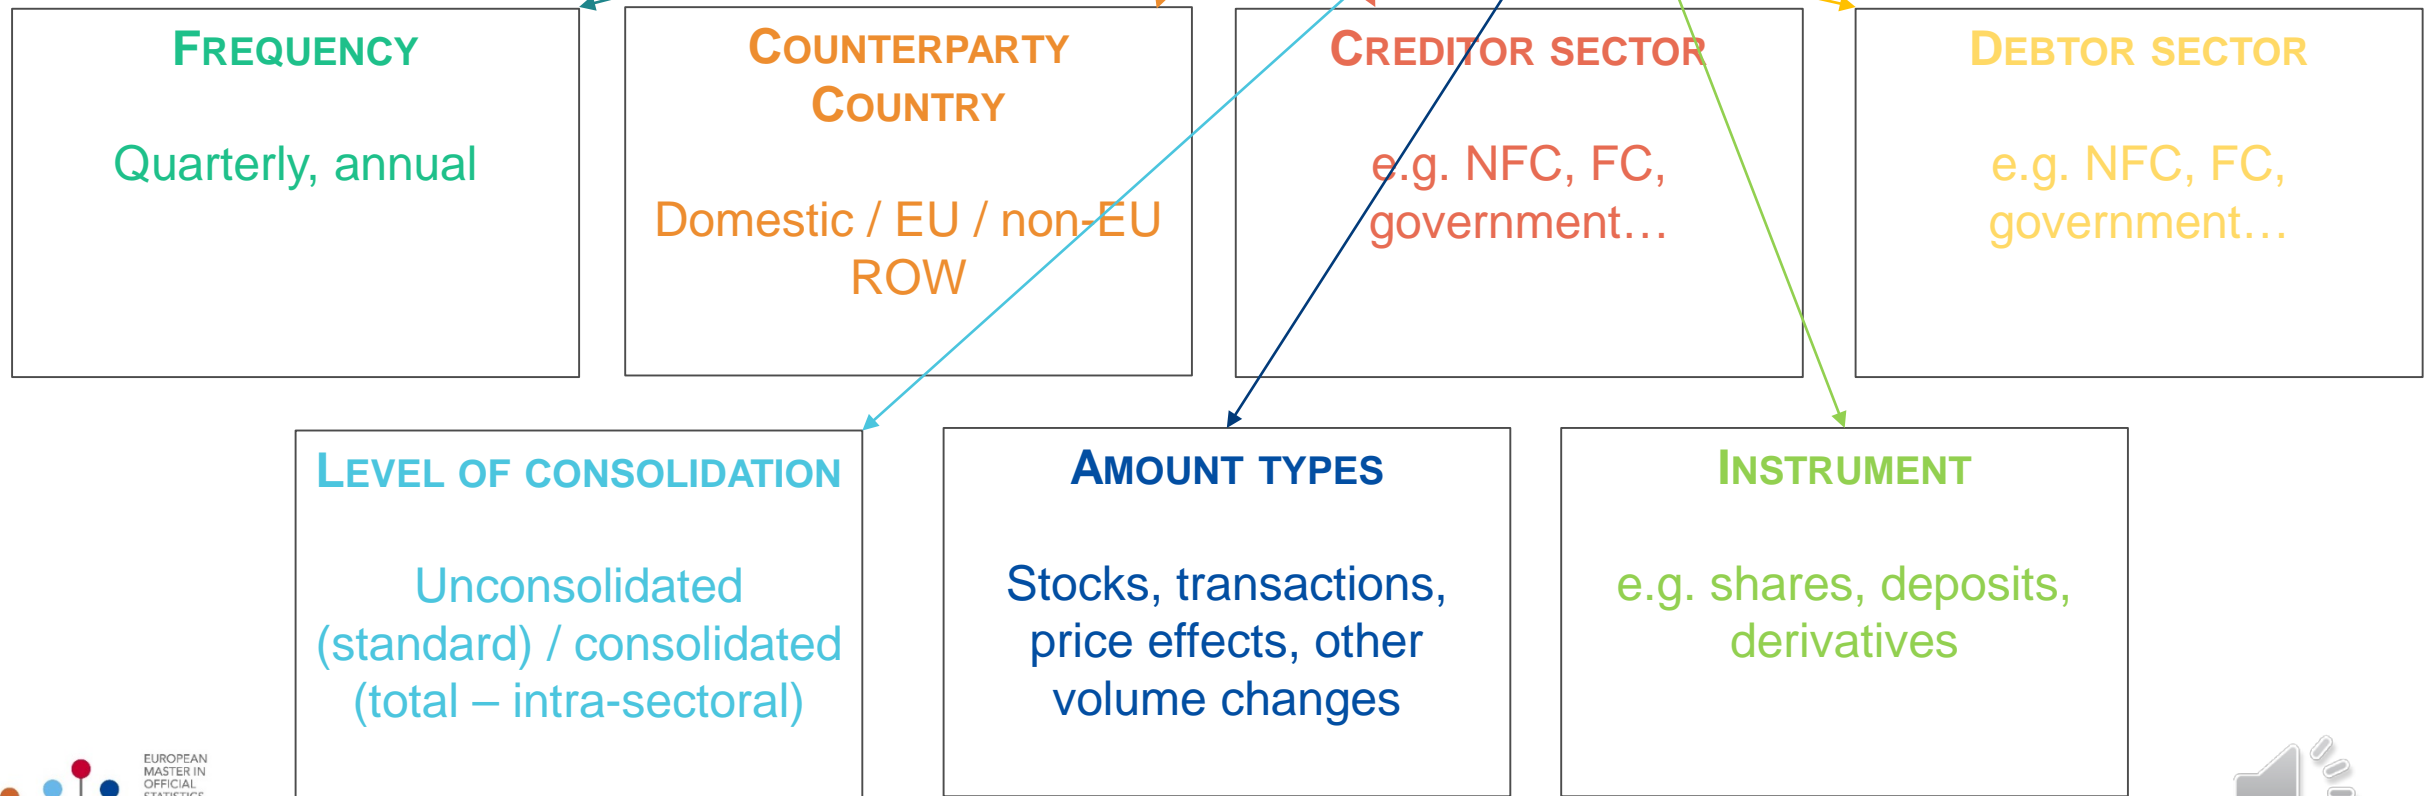 FREQUENCY
Quarterly, annual
COUNTERPARTY
COUNTRY
Domestic / EU / non-EU
ROW
CREDITOR SECTOR
e.g. NFC, FC,
government…
DEBTOR SECTOR
e.g. NFC, FC,
government…
LEVEL OF CONSOLIDATION
Unconsolidated
(standard) / consolidated
(total – intra-sectoral)
AMOUNT TYPES
Stocks, transactions,
price effects, other
volume changes
INSTRUMENT
e.g. shares, deposits,
derivatives
EUROPEAN
MASTER IN
OFFICIAL
STATISTICS